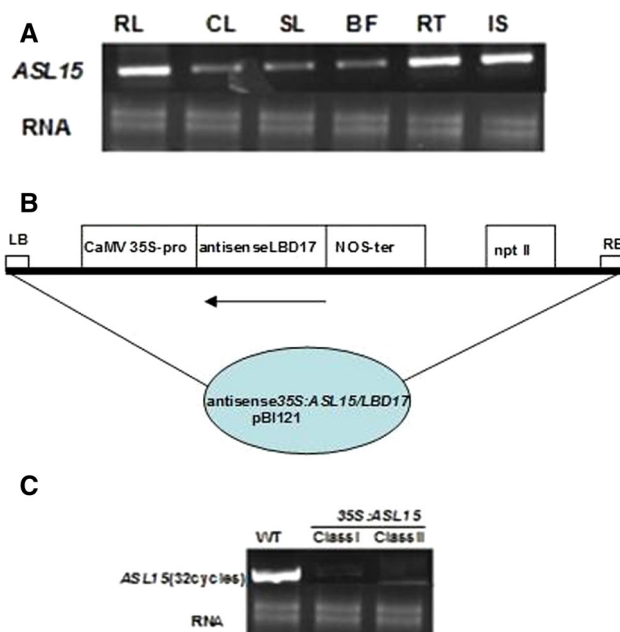 A
RL CL SL BF RT IS
ASL15
RNA
B
LB
CaMV 35S-pro antisenseLBD17 NOS-ter npt II
antisense35S:ASL15/LBD17
pBI121
C
35S:ASL15
WT Class I Class II
ASL15(32cycles)
RNA